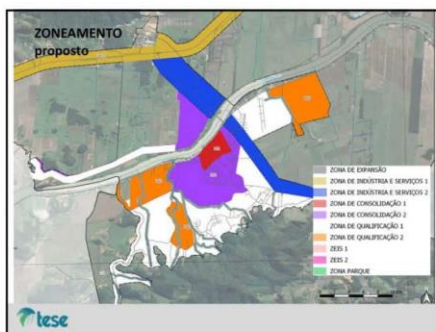 ZONEAMENTO
proposto
ZONA DE EXPANSÃO
ZONA DE INDÚSTRIA E SERVIÇOS 1
ZONA DE INDÚSTRIA E SERVIÇOS 2
ZONA DE CONSOLIDAÇÃO 1
ZONA DE CONSOLIDAÇÃO 2
ZONA DE QUALIFICAÇÃO 1
ZONA DE QUALIFICAÇÃO 2
ZEIS 1
ZEIS 2
ZONA PARQUE
tese